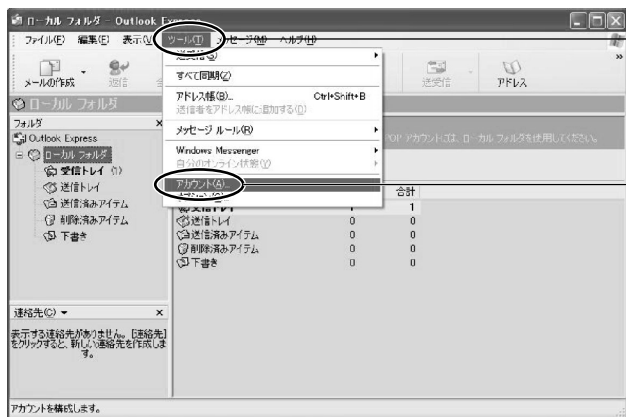 ローカル フォルダ - Outlook Express
ファイル(F) 編集(E) 表示(V) ツール(T) メッセージ(M) ヘルプ(H)
メールの作成 返信 送受信 アドレス
ローカル フォルダ
フォルダ
Outlook Express
ローカル フォルダ
受信トレイ (1)
送信トレイ
送信済みアイテム
削除済みアイテム
下書き
送受信(S)
すべて同期(Z)
アドレス帳(B)... Ctrl+Shift+B
送信者をアドレス帳に追加する(D)
メッセージ ルール(R)
Windows Messenger
自分のオンライン状態(V)
アカウント(A)...
POP アカウントでは、ローカル フォルダを使用してください。
合計
受信トレイ 1 1
送信トレイ 0 0
送信済みアイテム 0 0
削除済みアイテム 0 0
下書き 0 0
連絡先(C)
表示する連絡先がありません。[連絡先]
をクリックすると、新しい連絡先を作成しま
す。
アカウントを構成します。